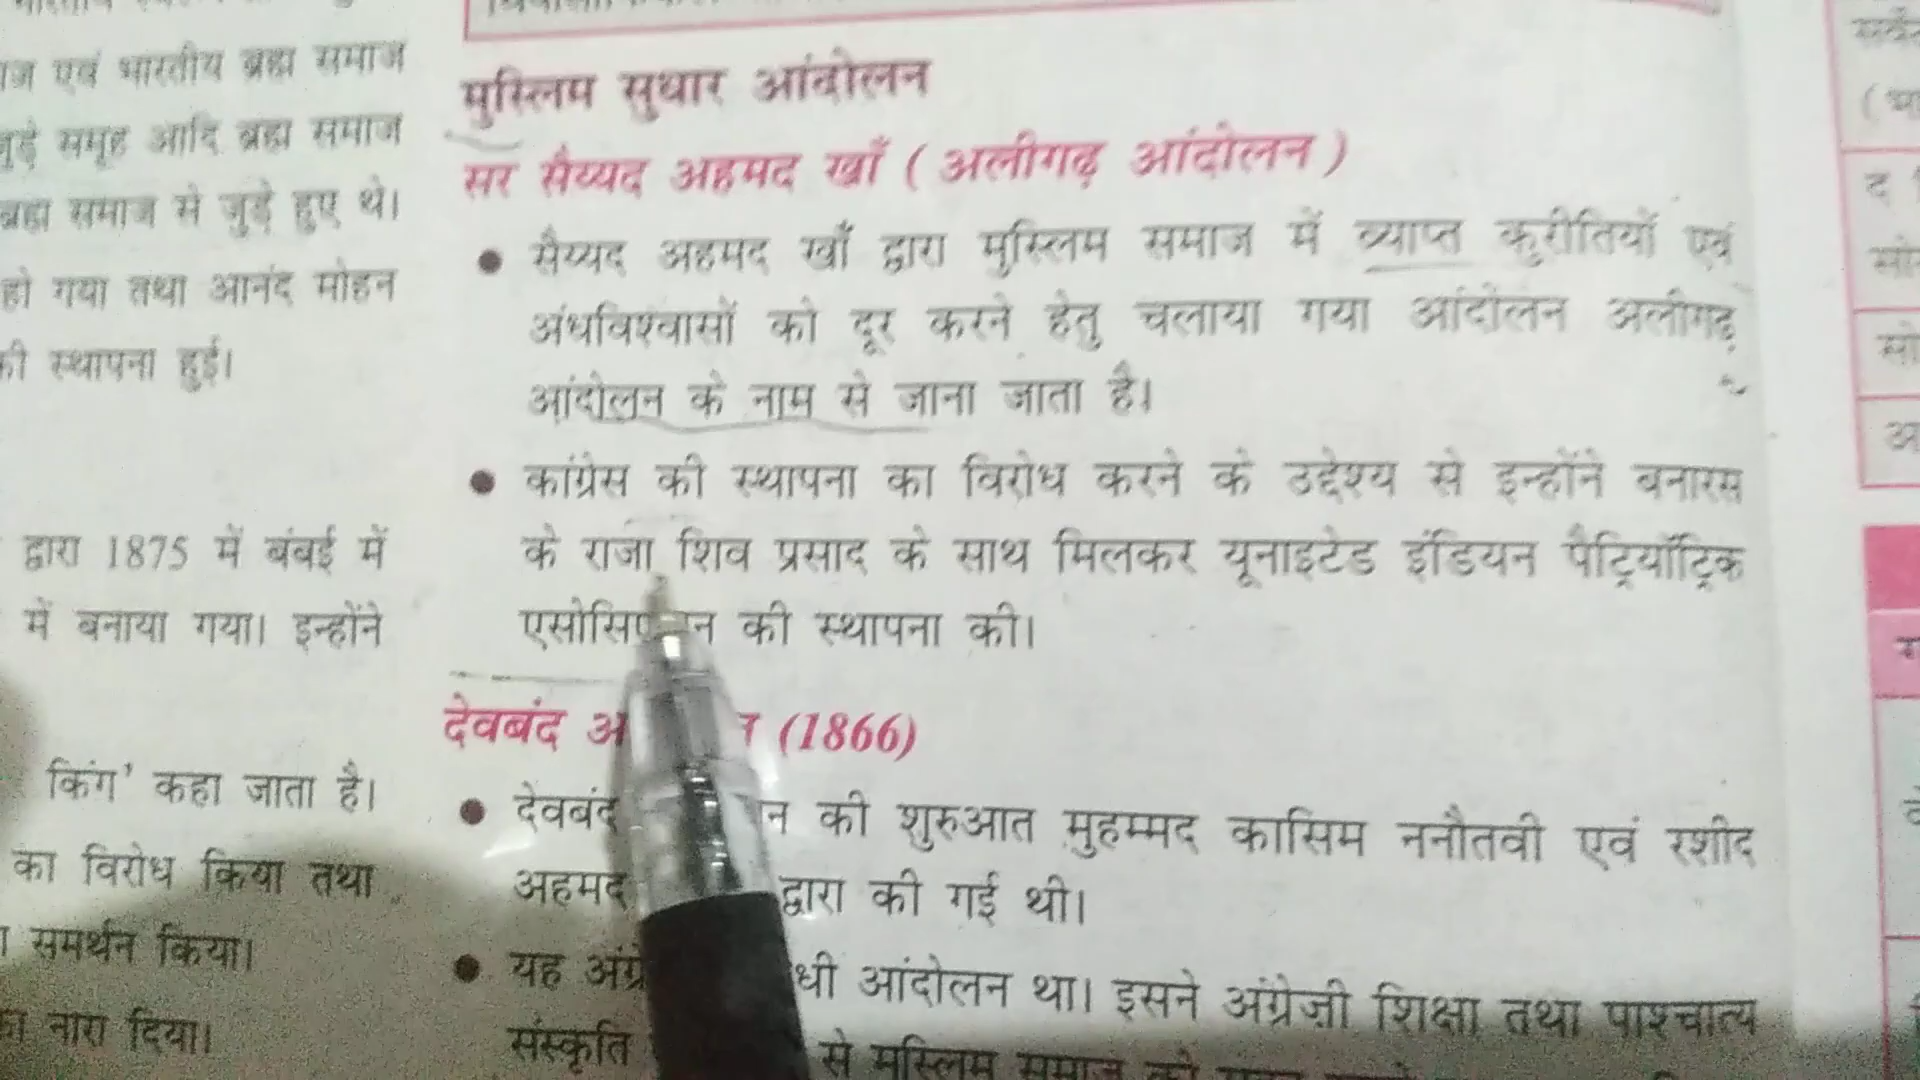 एवं भारतीय ब्रह्म समाज
समूह आदि ब्रह्म समाज
ब्रह्म समाज से जुड़े हुए थे।
हो गया तथा आनंद मोहन
की स्थापना हुई।
द्वारा 1875 में बंबई में
में बनाया गया। इन्होंने
किंग' कहा जाता है।
का विरोध किया तथा
समर्थन किया।
का नारा दिया।
मुस्लिम सुधार आंदोलन
सर सैय्यद अहमद खाँ (अलीगढ़ आंदोलन)
● सैय्यद अहमद खाँ द्वारा मुस्लिम समाज में व्याप्त कुरीतियों एवं
अंधविश्वासों को दूर करने हेतु चलाया गया आंदोलन अलीगढ़
आंदोलन के नाम से जाना जाता है।
● कांग्रेस की स्थापना का विरोध करने के उद्देश्य से इन्होंने बनारस
के राजा शिव प्रसाद के साथ मिलकर यूनाइटेड इंडियन पैट्रियॉट्रिक
की स्थापना की।
देवबंद (1866)
● देवबंद की शुरुआत मुहम्मद कासिम ननौतवी एवं रशीद
अहमद द्वारा की गई थी।
● यह आंदोलन था। इसने अंग्रेज़ी शिक्षा तथा पाश्चात्य
संस्कृति से मुस्लिम समाज को